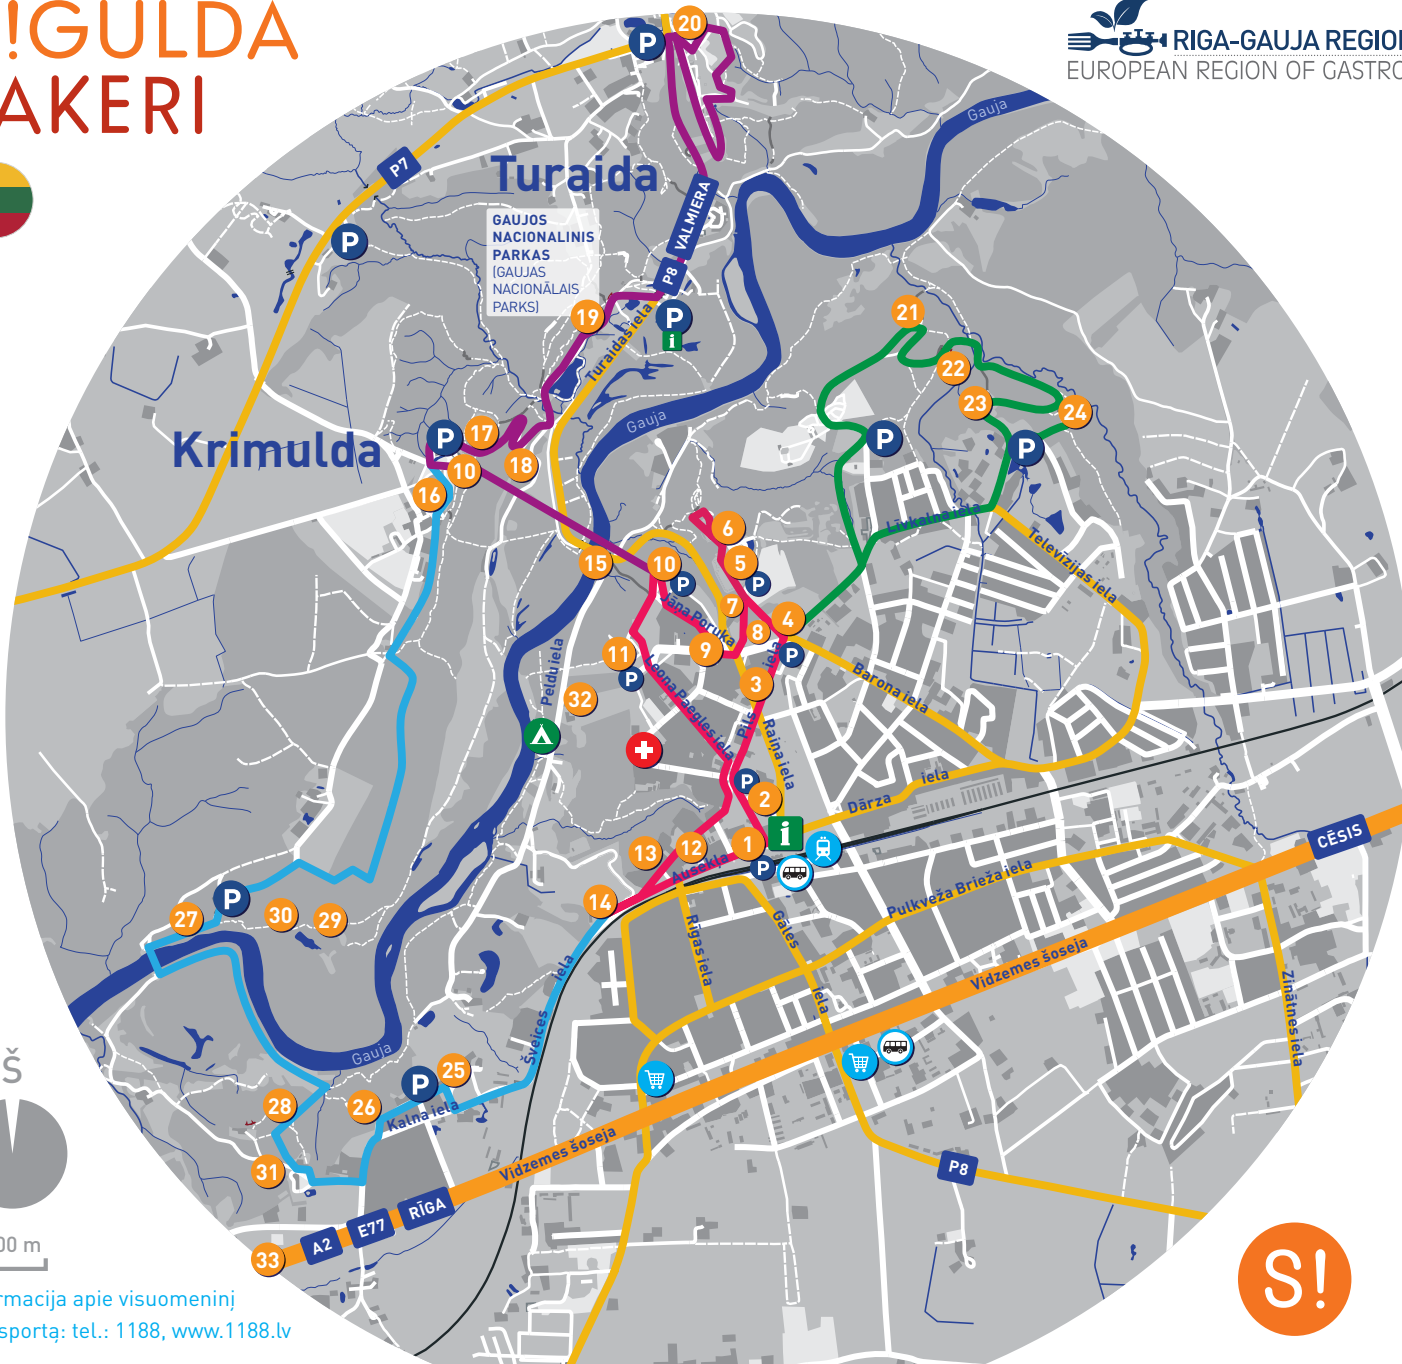 !GULDA
AKERI
RIGA-GAUJA REGION
EUROPEAN REGION OF GASTRO
P
20
P7
Turaida
Gauja
VALMIERA
P8
GAUJOS
NACIONALINIS
PARKAS
(GAUJAS
NACIONĀLAIS
PARKS)
P
19
P
i
Turaidas iela
21
22
23
24
Gauja
Krimulda
P
17
10
18
16
P
P
Līvkalna iela
Televīzijas iela
6
5
P
15
10
P
7
4
8
Jāna Poruka
9
P
iela
11
P
Leona Paegles iela
3
Barona iela
Peldu iela
32
Pils
Raiņa iela
P
2
Dārza
iela
1
i
P
13
12
Ausekļa
14
CĒSIS
Pulkveža Brieža iela
Rīgas iela
Gāles
iela
Vidzemes šoseja
Zinātnes iela
P
27
30
29
Šveices
iela
Gauja
Š
25
P
28
26
Kalna iela
31
Vidzemes šoseja
P8
RĪGA
E77
A2
33
00 m
rmacija apie visuomeninį
sportą: tel.: 1188, www.1188.lv
S!